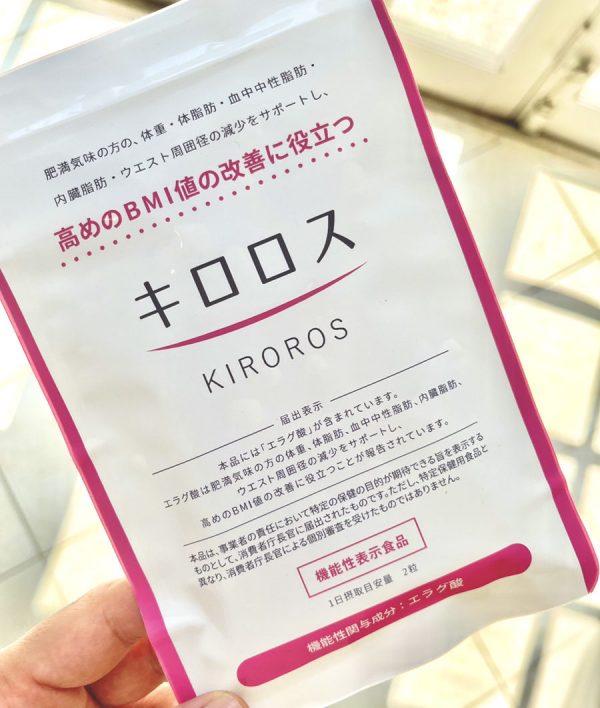 肥満気味の方の、体重・体脂肪・血中中性脂肪・
内臓脂肪・ウエスト周囲径の減少をサポートし、
高めのBMI値の改善に役立つ
キロロス
KIROROS
届出表示
本品には「エラグ酸」が含まれています。
エラグ酸は肥満気味の方の体重、体脂肪、血中中性脂肪、内臓脂肪、
ウエスト周囲径の減少をサポートし、
高めのBMI値の改善に役立つことが報告されています。
本品は、事業者の責任において特定の保健の目的が期待できる旨を表示する
ものとして、消費者庁長官に届出されたものです。ただし、特定保健用食品と
異なり、消費者庁長官による個別審査を受けたものではありません。
機能性表示食品
1日摂取目安量 2粒
機能性関与成分:エラグ酸